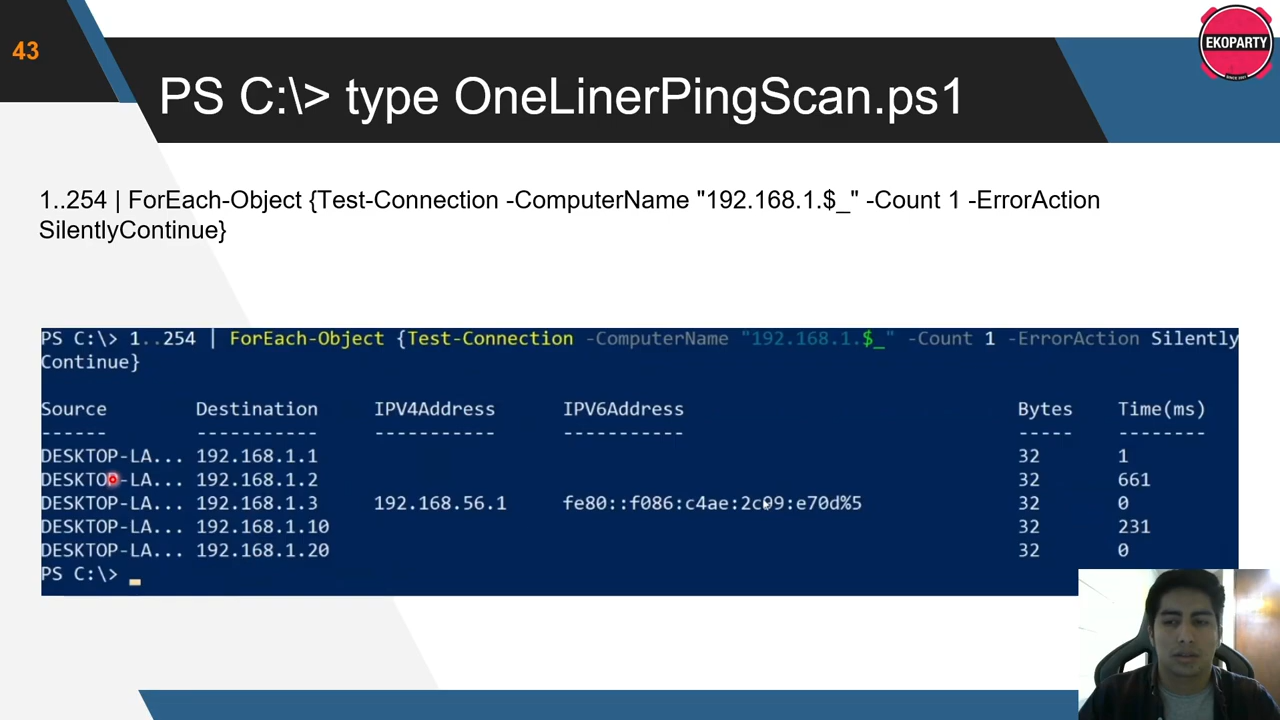 43
EKOPARTY
PS C:\> type OneLinerPingScan.ps1
1..254 | ForEach-Object {Test-Connection -ComputerName "192.168.1.$_" -Count 1 -ErrorAction
SilentlyContinue}
PS C:\> 1..254 | ForEach-Object {Test-Connection -ComputerName "192.168.1.$_" -Count 1 -ErrorAction Silently
Continue}
Source Destination IPV4Address IPV6Address Bytes Time(ms)
------ ----------- ----------- ----------- ----- --------
DESKTOP-LA... 192.168.1.1 32 1
DESKTOP-LA... 192.168.1.2 32 661
DESKTOP-LA... 192.168.1.3 192.168.56.1 fe80::f086:c4ae:2c09:e70d%5 32 0
DESKTOP-LA... 192.168.1.10 32 231
DESKTOP-LA... 192.168.1.20 32 0
PS C:\> _